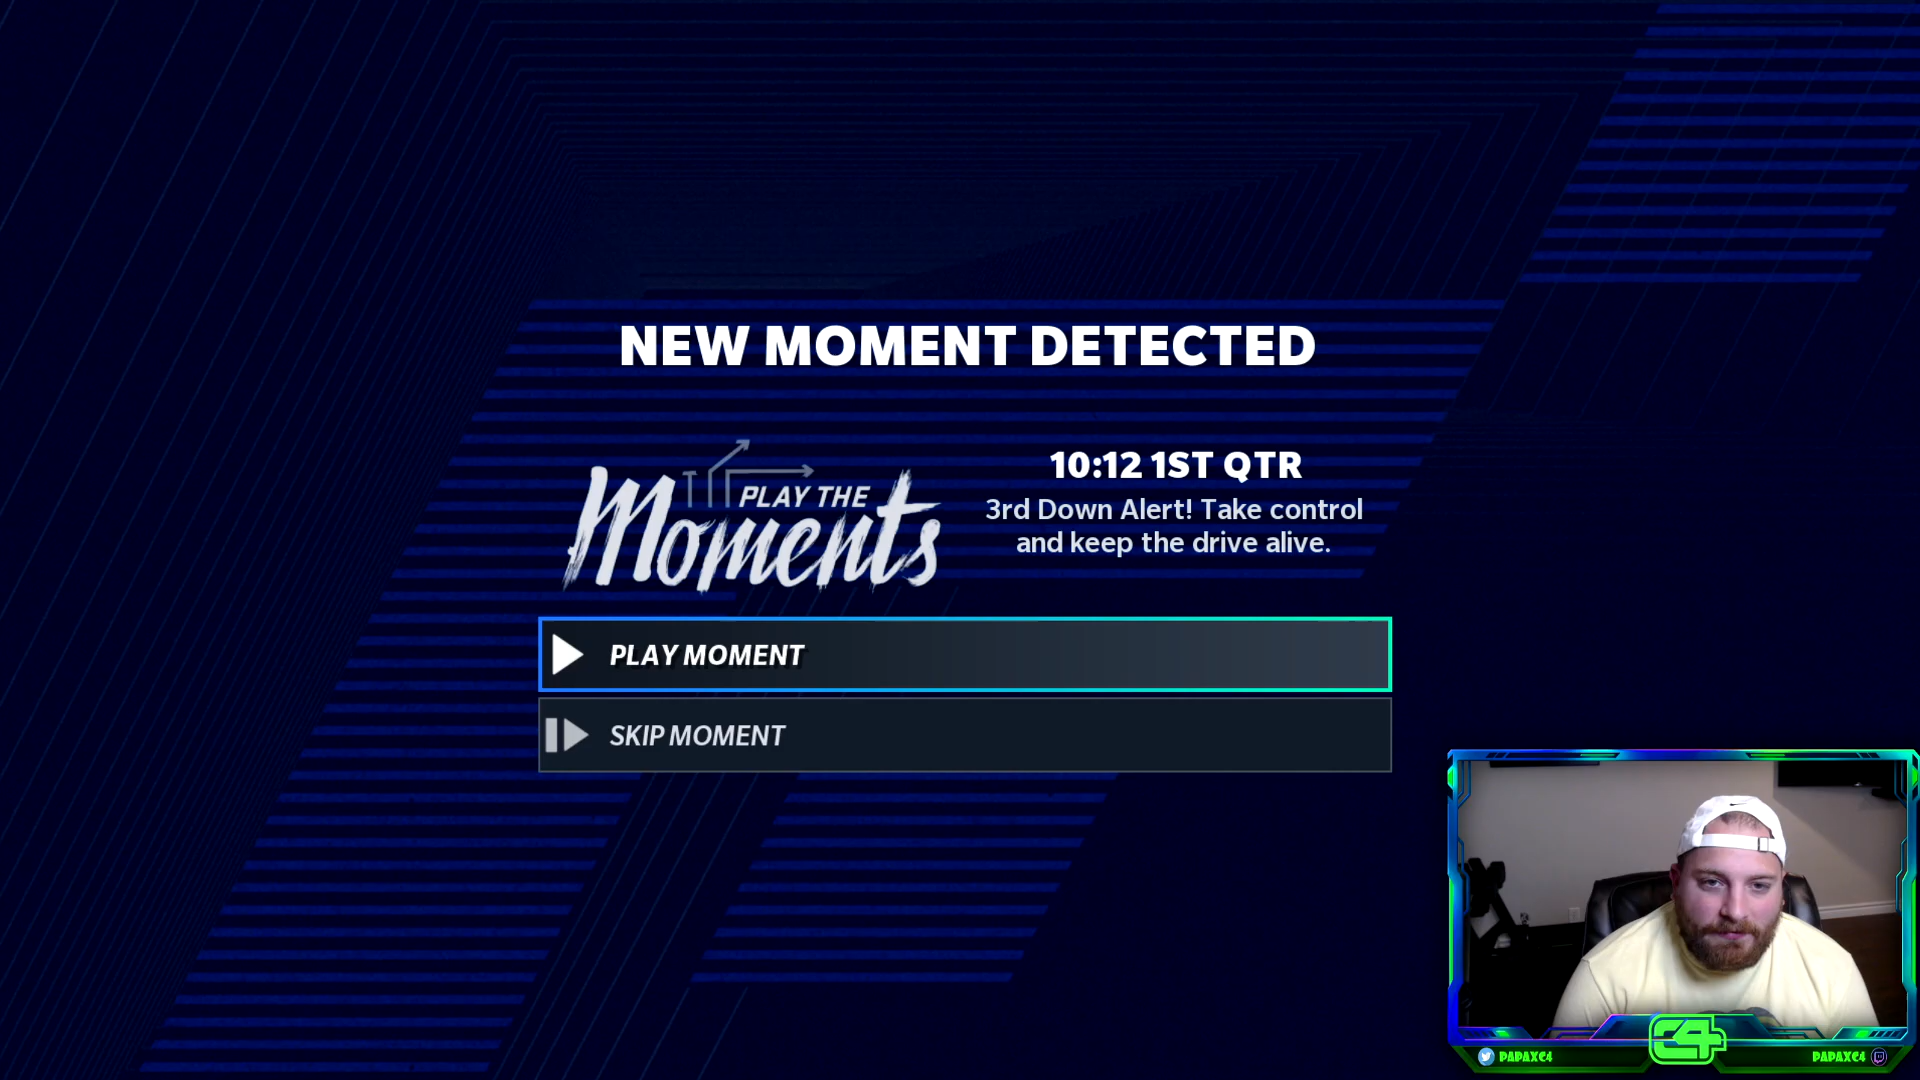 NEW MOMENT DETECTED
PLAY THE
Moments
10:12 1ST QTR
3rd Down Alert! Take control
and keep the drive alive.
PLAY MOMENT
SKIP MOMENT
C4
PAPAXC4
PAPAXC4